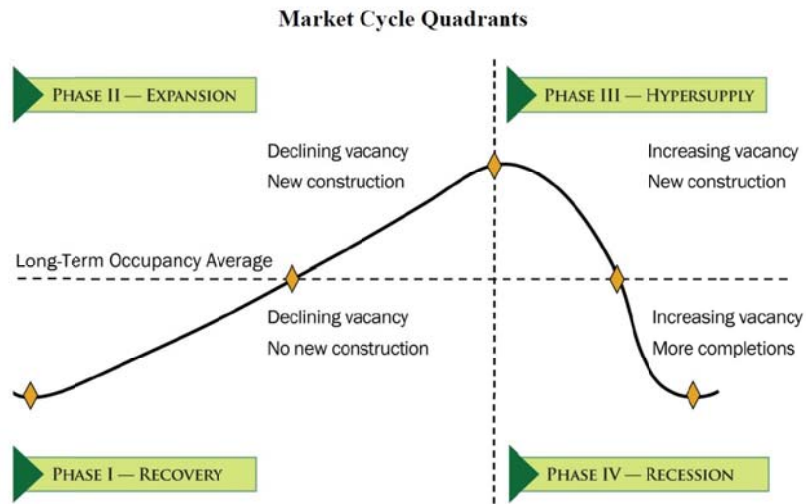 Market Cycle Quadrants
PHASE II — EXPANSION
PHASE III — HYPERSUPPLY
Declining vacancy
New construction
Increasing vacancy
New construction
Long-Term Occupancy Average
Declining vacancy
No new construction
Increasing vacancy
More completions
PHASE I — RECOVERY
PHASE IV — RECESSION